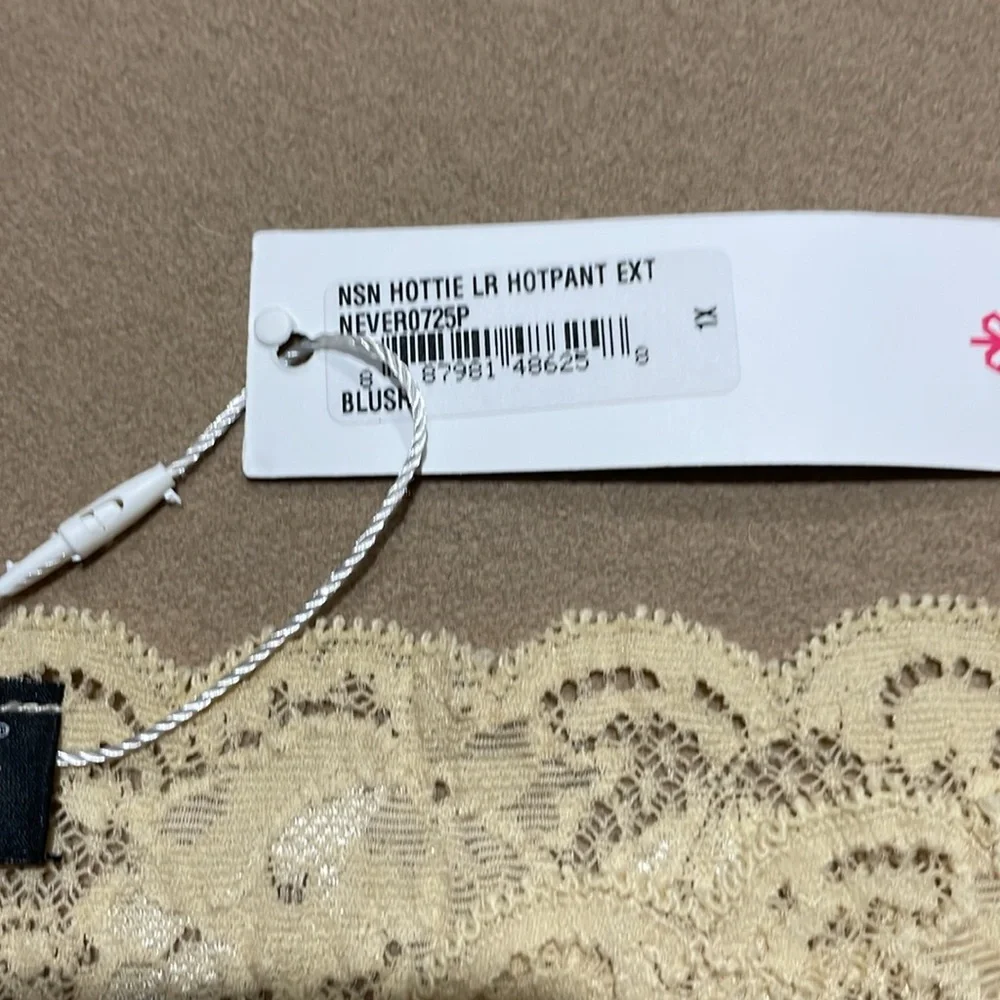 NSN HOTTIE LR HOTPANT EXT
NEVER0725P
1X
8 87981 48625 8
BLUSH